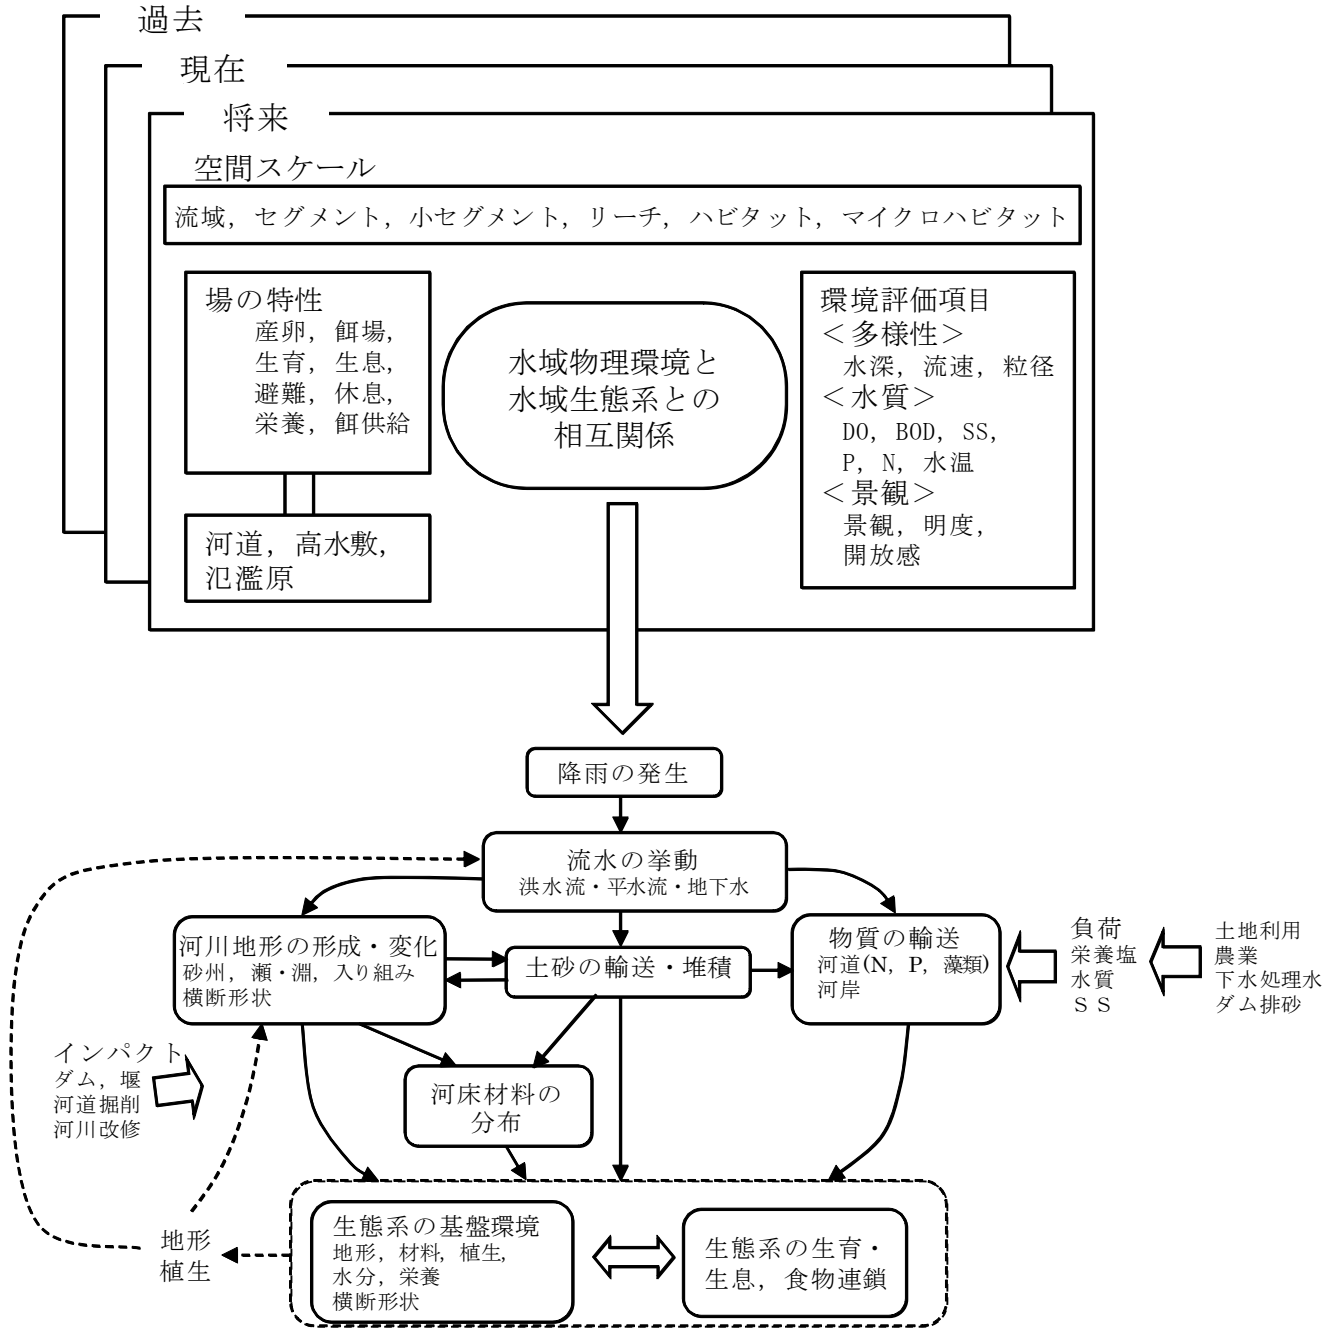 過去
現在
将来
空間スケール
流域，セグメント，小セグメント，リーチ，ハビタット，マイクロハビタット
場の特性
産卵，餌場，
生育，生息，
避難，休息，
栄養，餌供給
河道，高水敷，
氾濫原
水域物理環境と
水域生態系との
相互関係
環境評価項目
＜多様性＞
水深，流速，粒径
＜水質＞
DO，BOD，SS，
P，N，水温
＜景観＞
景観，明度，
開放感
降雨の発生
流水の挙動
洪水流・平水流・地下水
河川地形の形成・変化
砂州，瀬・淵，入り組み
横断形状
土砂の輸送・堆積
物質の輸送
河道(N，P，藻類)
河岸
負荷
栄養塩
水質
ＳＳ
土地利用
農業
下水処理水
ダム排砂
インパクト
ダム，堰
河道掘削
河川改修
河床材料の
分布
地形
植生
生態系の基盤環境
地形，材料，植生，
水分，栄養
横断形状
生態系の生育・
生息，食物連鎖